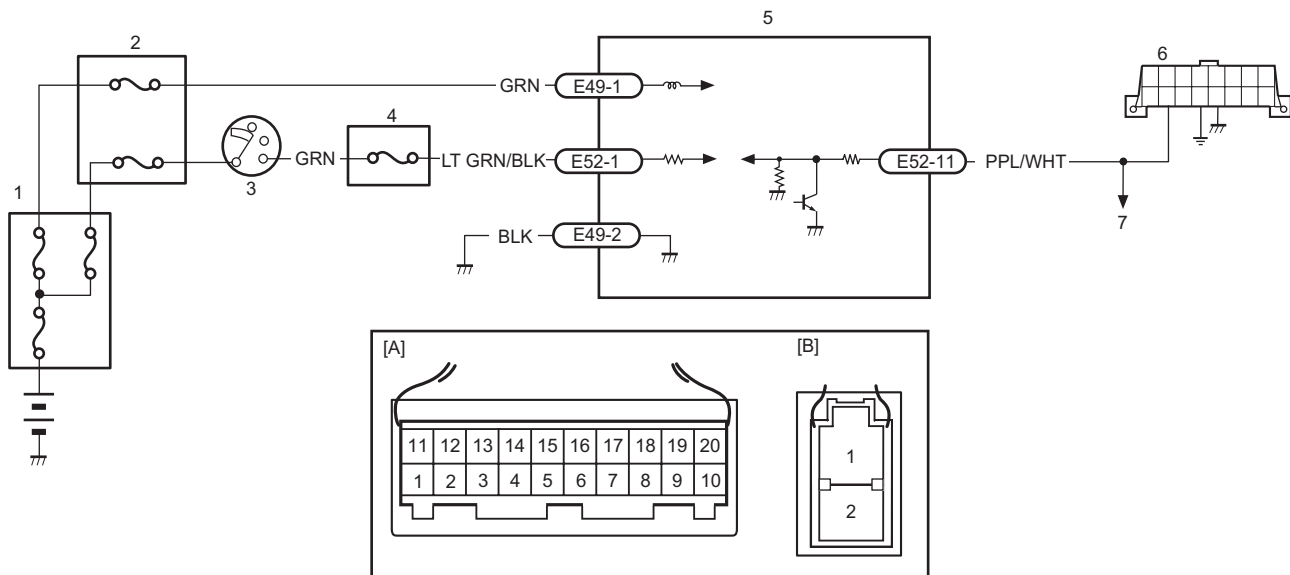 5
2
6
GRN
E49-1
4
GRN
LT GRN/BLK
E52-1
E52-11
PPL/WHT
3
1
7
BLK
E49-2
[A]
[B]
11 12 13 14 15 16 17 18 19 20
1 2 3 4 5 6 7 8 9 10
1
2